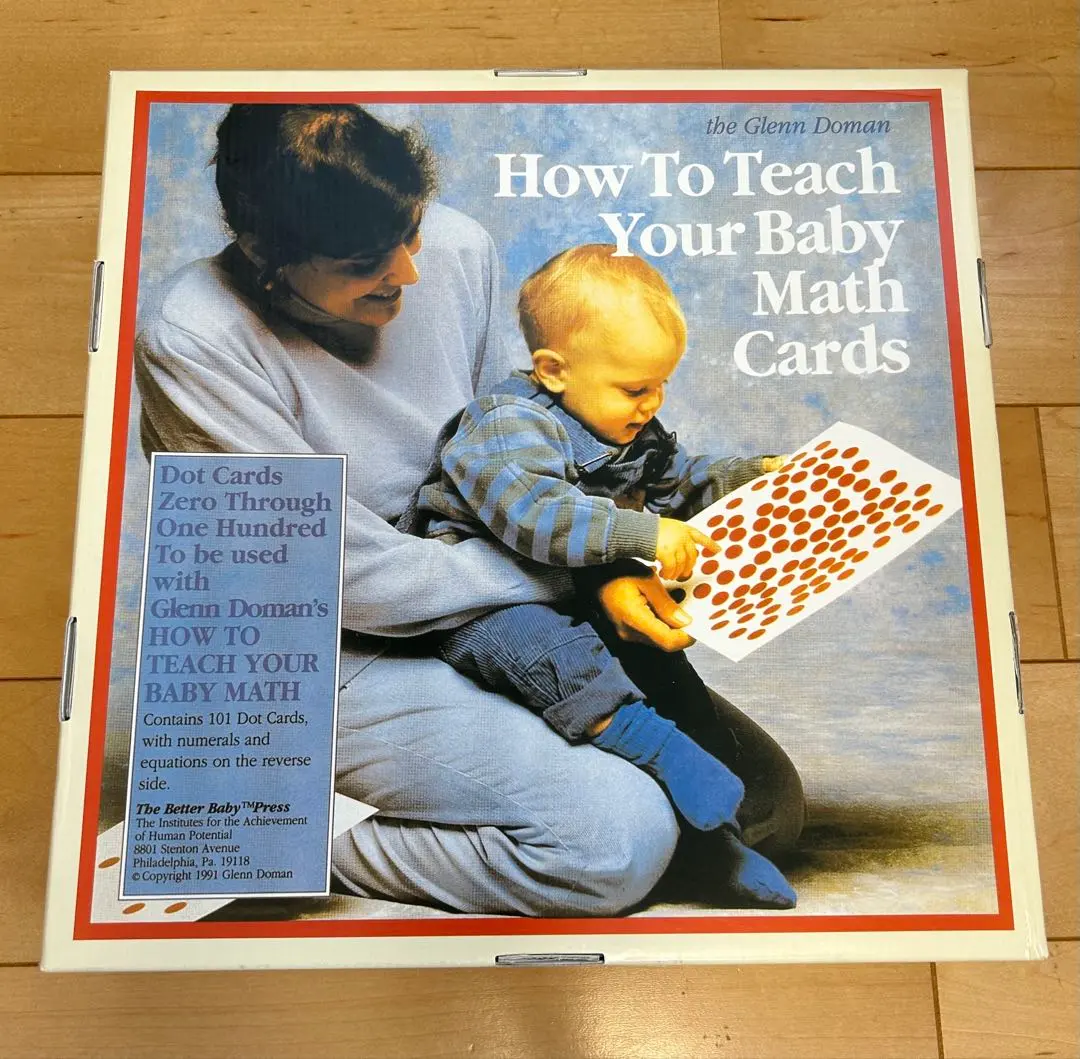 the Glenn Doman
How To Teach
Your Baby
Math
Cards
Dot Cards
Zero Through
One Hundred
To be used
with
Glenn Doman's
HOW TO
TEACH YOUR
BABY MATH
Contains 101 Dot Cards,
with numerals and
equations on the reverse
side.
The Better Baby™Press
The Institutes for the Achievement
of Human Potential
8801 Stenton Avenue
Philadelphia, Pa. 19118
© Copyright 1991 Glenn Doman